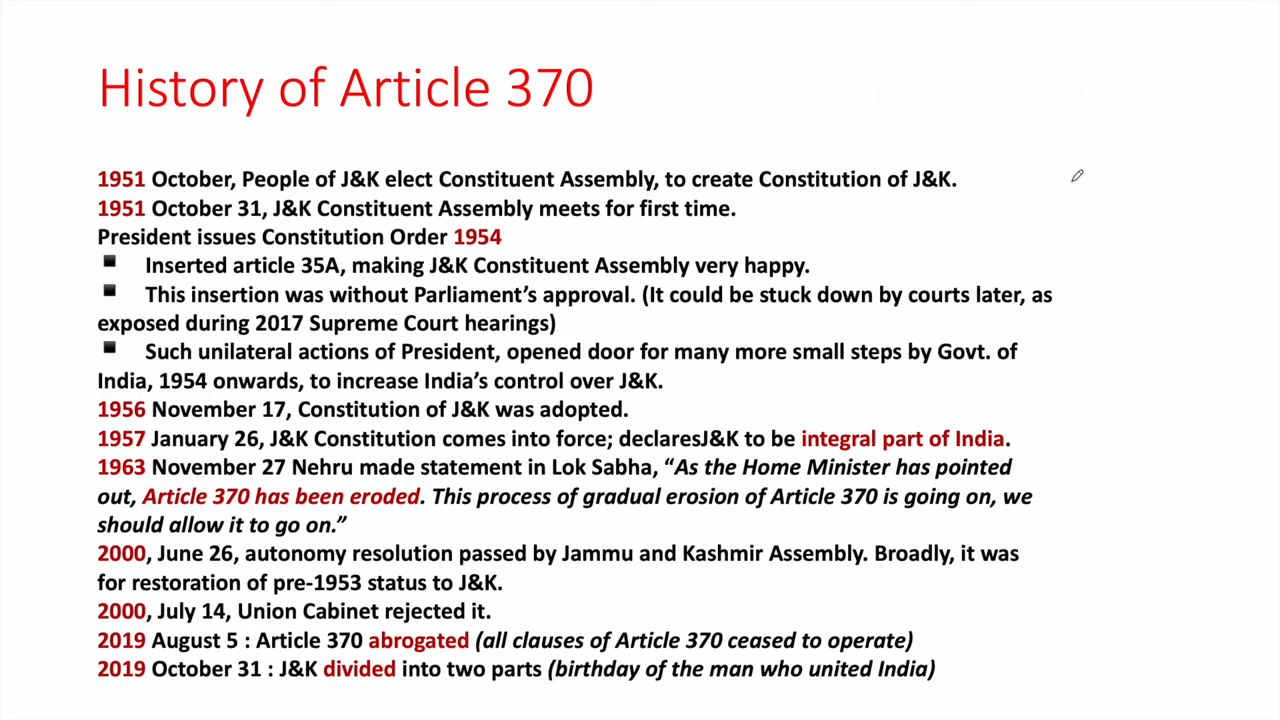 History of Article 370
1951 October, People of J&K elect Constituent Assembly, to create Constitution of J&K.
1951 October 31, J&K Constituent Assembly meets for first time.
President issues Constitution Order 1954
▪ Inserted article 35A, making J&K Constituent Assembly very happy.
▪ This insertion was without Parliament’s approval. (It could be stuck down by courts later, as
exposed during 2017 Supreme Court hearings)
▪ Such unilateral actions of President, opened door for many more small steps by Govt. of
India, 1954 onwards, to increase India’s control over J&K.
1956 November 17, Constitution of J&K was adopted.
1957 January 26, J&K Constitution comes into force; declaresJ&K to be integral part of India.
1963 November 27 Nehru made statement in Lok Sabha, “As the Home Minister has pointed
out, Article 370 has been eroded. This process of gradual erosion of Article 370 is going on, we
should allow it to go on.”
2000, June 26, autonomy resolution passed by Jammu and Kashmir Assembly. Broadly, it was
for restoration of pre-1953 status to J&K.
2000, July 14, Union Cabinet rejected it.
2019 August 5 : Article 370 abrogated (all clauses of Article 370 ceased to operate)
2019 October 31 : J&K divided into two parts (birthday of the man who united India)